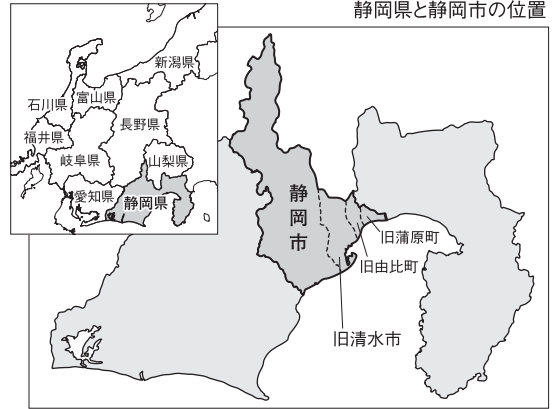 静岡県と静岡市の位置
新潟県
富山県
石川県
長野県
福井県
岐阜県
山梨県
愛知県
静岡県
静岡市
旧蒲原町
旧由比町
旧清水市